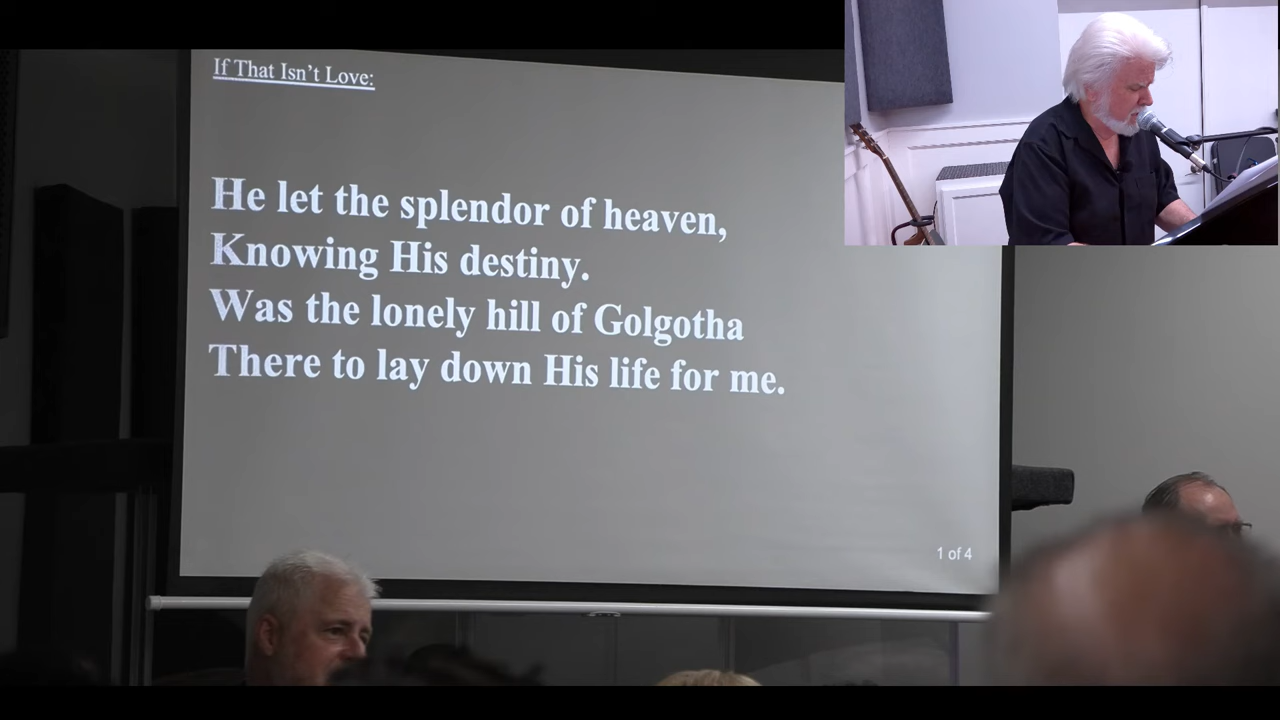 If That Isn't Love:
He let the splendor of heaven,
Knowing His destiny.
Was the lonely hill of Golgotha
There to lay down His life for me.
1 of 4